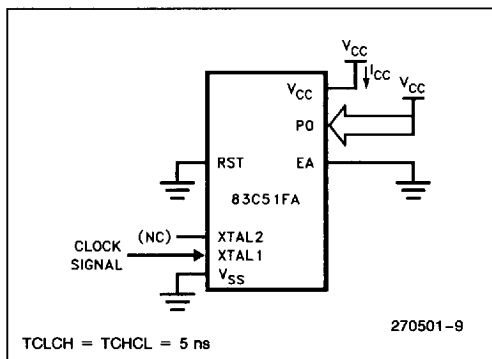 VCC
ICC
VCC
VCC
P0
RST
EA
83C51FA
(NC)
XTAL2
CLOCK SIGNAL
XTAL1
VSS
270501-9
TCLCH = TCHCL = 5 ns